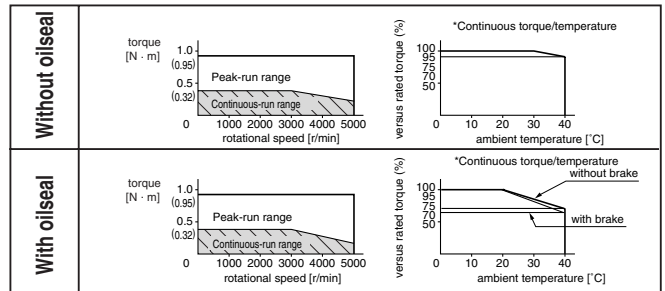 Without oilseal
torque
[N · m]
1.0
(0.95)
0.5
(0.32)
0
Peak-run range
Continuous-run range
1000 2000 3000 4000 5000
rotational speed [r/min]
*Continuous torque/temperature
versus rated torque (%)
100
95
75
70
50
0 10 20 30 40
ambient temperature [˚C]
With oilseal
torque
[N · m]
1.0
(0.95)
0.5
(0.32)
0
Peak-run range
Continuous-run range
1000 2000 3000 4000 5000
rotational speed [r/min]
*Continuous torque/temperature
without brake
versus rated torque (%)
100
95
75
70
50
with brake
0 10 20 30 40
ambient temperature [˚C]